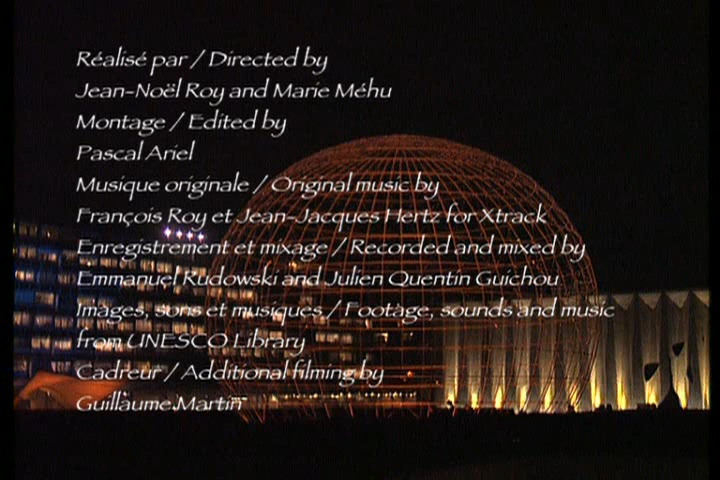 Réalisé par / Directed by
Jean-Noël Roy and Marie Méhu
Montage / Edited by
Pascal Ariel
Musique originale / Original music by
François Roy et Jean-Jacques Hertz for Xtrack
Enregistrement et mixage / Recorded and mixed by
Emmanuel Rudowski and Julien Quentin Guichou
Images, sons et musiques / Footage, sounds and music
from UNESCO Library
Cadreur / Additional filming by
Guillaume Martin